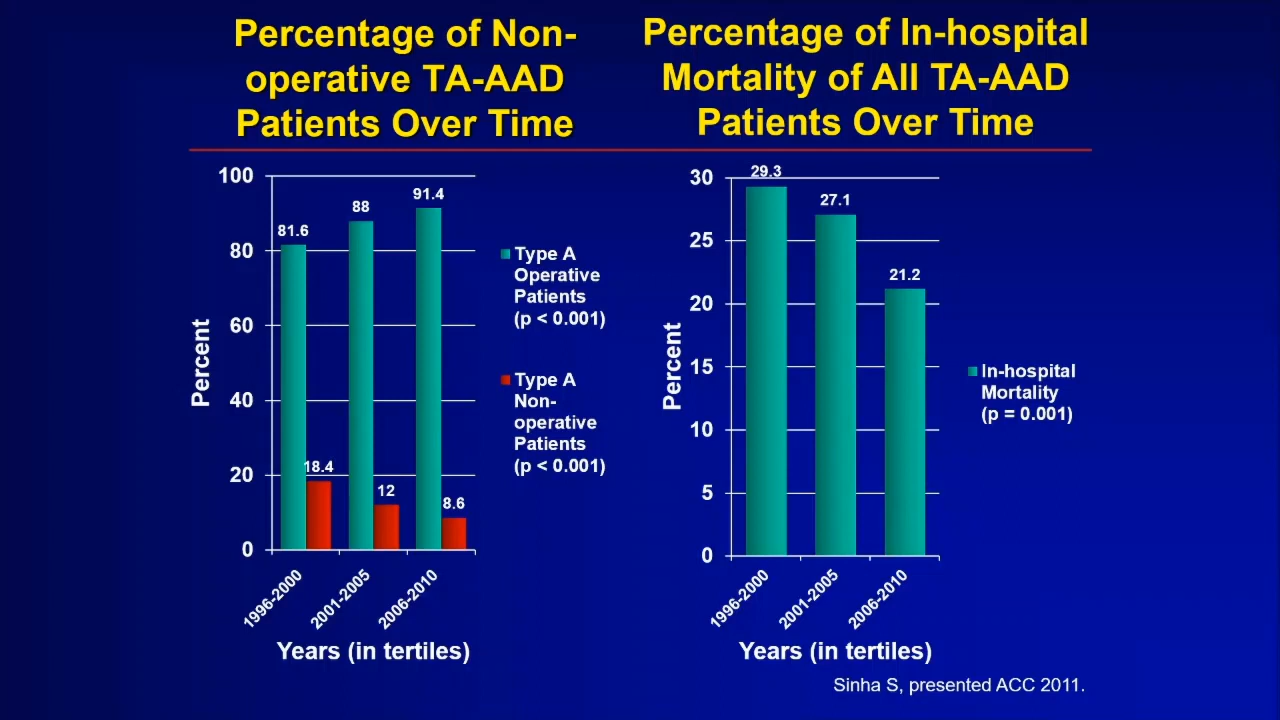 Percentage of Non-
operative TA-AAD
Patients Over Time
Percentage of In-hospital
Mortality of All TA-AAD
Patients Over Time
100
80
60
40
20
0
Percent
81.6
88
91.4
18.4
12
8.6
1996-2000
2001-2005
2006-2010
Years (in tertiles)
Type A
Operative
Patients
(p < 0.001)
Type A
Non-
operative
Patients
(p < 0.001)
30
25
20
15
10
5
0
Percent
29.3
27.1
21.2
1996-2000
2001-2005
2006-2010
Years (in tertiles)
In-hospital
Mortality
(p = 0.001)
Sinha S, presented ACC 2011.